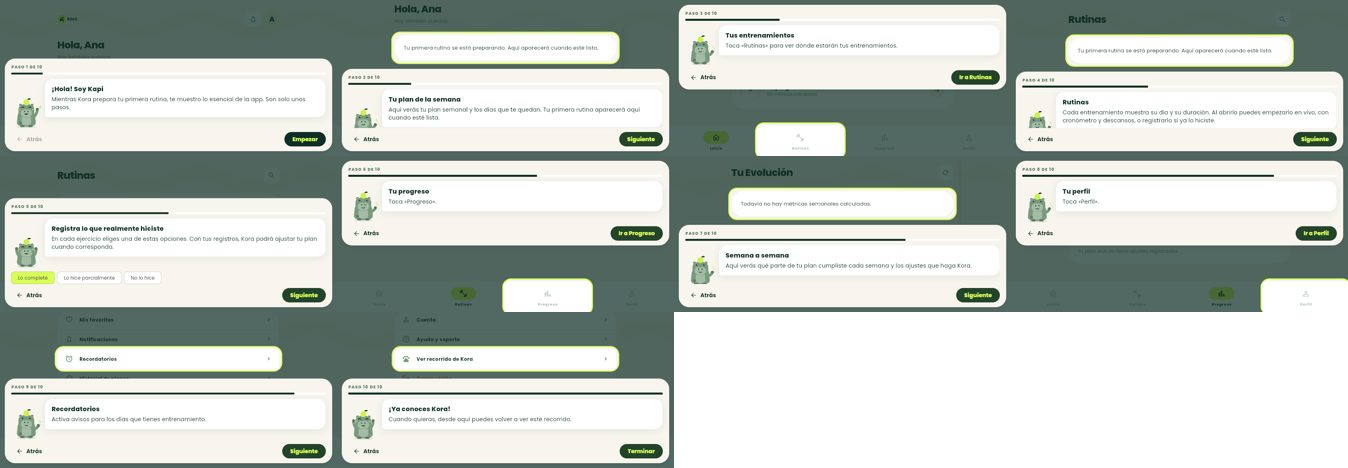 Kora
A
Hola, Ana
PASO 1 DE 10
¡Hola! Soy Kapi
Mientras Kora prepara tu primera rutina, te muestro lo esencial de la app. Son solo unos
pasos.
← Atrás
Empezar
Hola, Ana
Tu primera rutina se está preparando. Aquí aparecerá cuando esté lista.
PASO 2 DE 10
Tu plan de la semana
Aquí verás tu plan semanal y los días que te quedan. Tu primera rutina aparecerá aquí
cuando esté lista.
← Atrás
Siguiente
PASO 3 DE 10
Tus entrenamientos
Toca «Rutinas» para ver dónde estarán tus entrenamientos.
← Atrás
Ir a Rutinas
Inicio
Rutinas
Progreso
Perfil
Rutinas
Tu primera rutina se está preparando. Aquí aparecerá cuando esté lista.
PASO 4 DE 10
Rutinas
Cada entrenamiento muestra su día y su duración. Al abrirlo puedes empezarlo en vivo, con
cronómetro y descansos, o registrarlo si ya lo hiciste.
← Atrás
Siguiente
Rutinas
PASO 5 DE 10
Registra lo que realmente hiciste
En cada ejercicio eliges una de estas opciones. Con tus registros, Kora podrá ajustar tu plan
cuando corresponda.
Lo completé
Lo hice parcialmente
No lo hice
← Atrás
Siguiente
PASO 6 DE 10
Tu progreso
Toca «Progreso».
← Atrás
Ir a Progreso
Inicio
Rutinas
Progreso
Perfil
Tu Evolución
Todavía no hay métricas semanales calculadas.
PASO 7 DE 10
Semana a semana
Aquí verás qué parte de tu plan cumpliste cada semana y los ajustes que haga Kora.
← Atrás
Siguiente
PASO 8 DE 10
Tu perfil
Toca «Perfil».
← Atrás
Ir a Perfil
Inicio
Rutinas
Progreso
Perfil
Mis favoritos
Notificaciones
Recordatorios
PASO 9 DE 10
Recordatorios
Activa avisos para los días que tienes entrenamiento.
← Atrás
Siguiente
Cuenta
Ayuda y soporte
Ver recorrido de Kora
PASO 10 DE 10
¡Ya conoces Kora!
Cuando quieras, desde aquí puedes volver a ver este recorrido.
← Atrás
Terminar